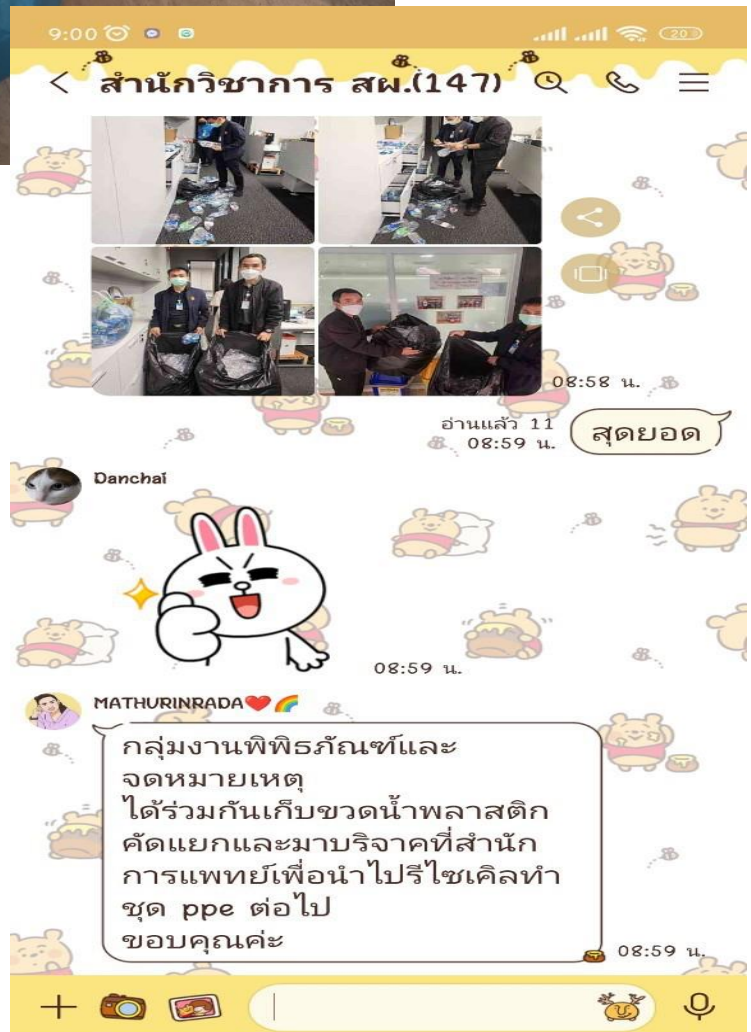 9:00
20
สำนักวิชาการ สผ.(147)
08:58 น.
อ่านแล้ว 11
08:59 น.
สุดยอด
Danchai
08:59 น.
MATHURINRADA❤️🌈
กลุ่มงานพิพิธภัณฑ์และ
จดหมายเหตุ
ได้ร่วมกันเก็บขวดน้ำพลาสติก
คัดแยกและมาบริจาคที่สำนัก
การแพทย์เพื่อนำไปรีไซเคิลทำ
ชุด ppe ต่อไป
ขอบคุณค่ะ
08:59 น.